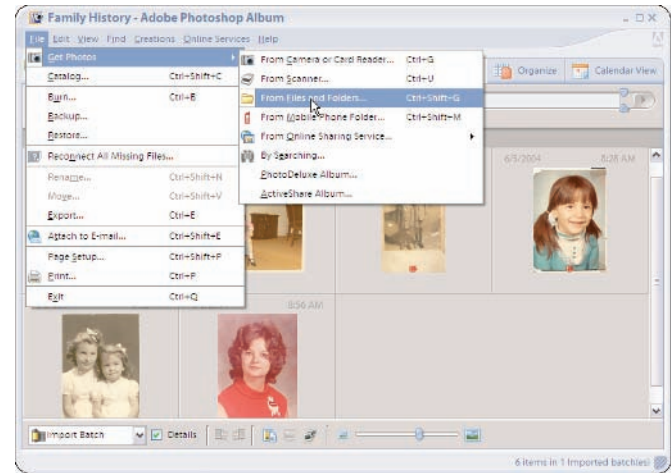 Family History - Adobe Photoshop Album
File Edit View Find Creations Online Services Help
Get Photos
Catalog... Ctrl+Shift+C
Burn... Ctrl+B
Backup...
Restore...
Reconnect All Missing Files...
Rename... Ctrl+Shift+N
Move... Ctrl+Shift+V
Export... Ctrl+E
Attach to E-mail... Ctrl+Shift+E
Page Setup... Ctrl+Shift+P
Print... Ctrl+P
Exit Ctrl+Q
From Camera or Card Reader... Ctrl+G
From Scanner... Ctrl+U
From Files and Folders... Ctrl+Shift+G
From Mobile Phone Folder... Ctrl+Shift+M
From Online Sharing Service...
By Searching...
PhotoDeluxe Album...
ActiveShare Album...
Organize Calendar View
6/5/2004 8:28 AM
8:56 AM
Import Batch Details
6 items in 1 imported batch(es)